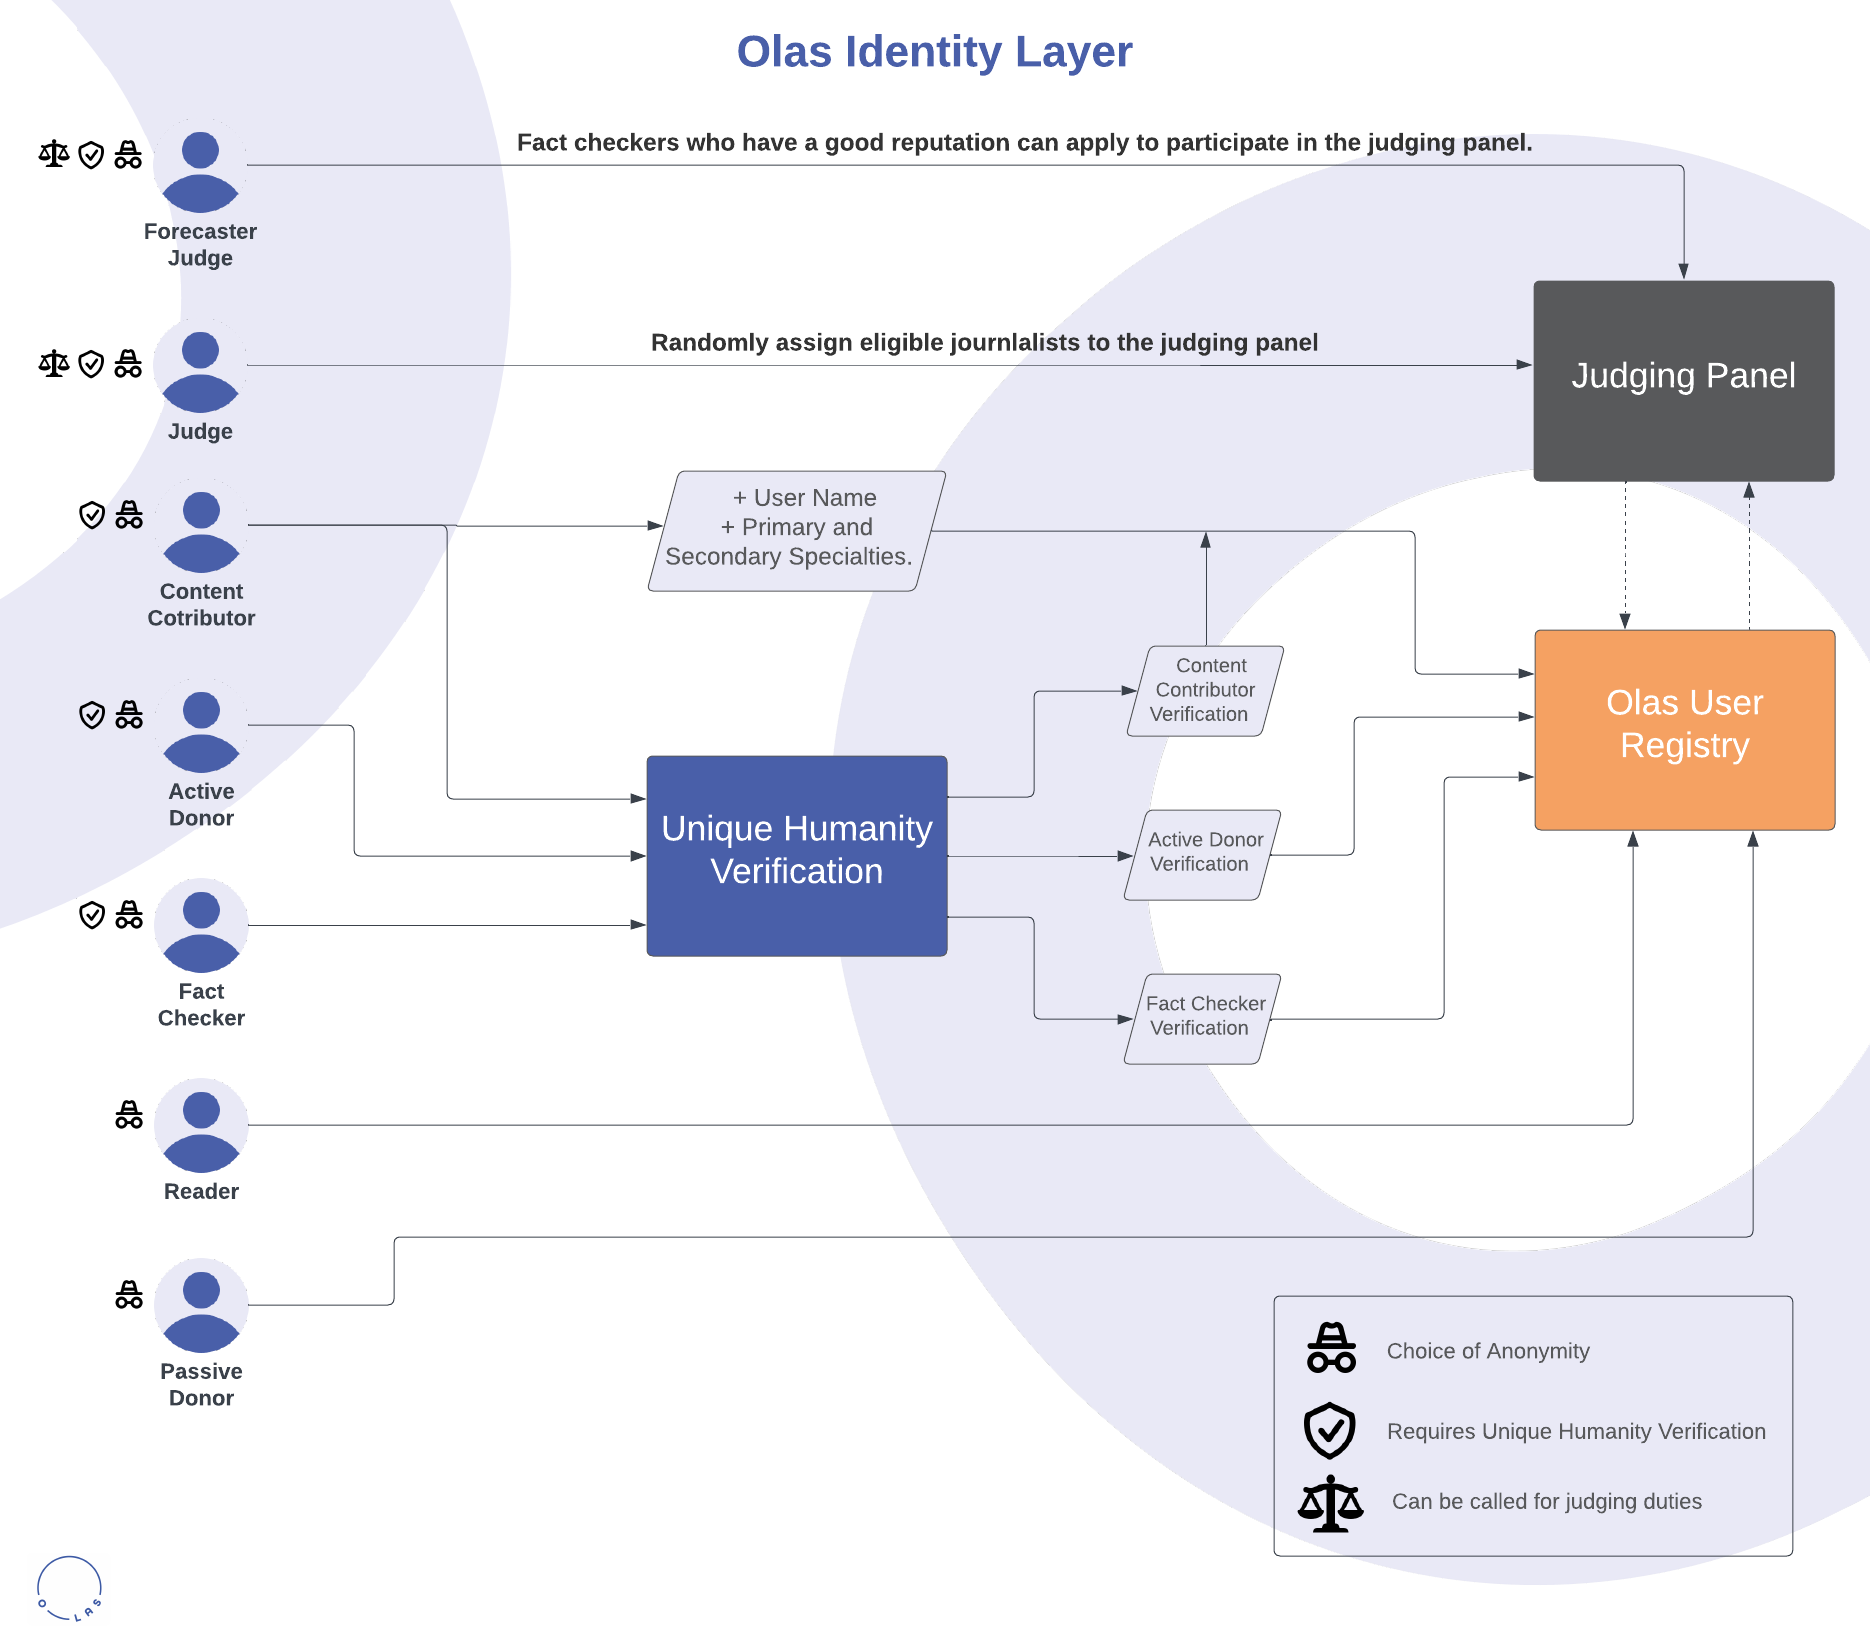 Olas Identity Layer
Fact checkers who have a good reputation can apply to participate in the judging panel.
Forecaster
Judge
Randomly assign eligible journlalists to the judging panel
Judge
Judging Panel
+ User Name
+ Primary and
Secondary Specialties.
Content
Cotributor
Content
Contributor
Verification
Olas User
Registry
Active
Donor
Unique Humanity
Verification
Active Donor
Verification
Fact
Checker
Fact Checker
Verification
Reader
Passive
Donor
Choice of Anonymity
Requires Unique Humanity Verification
Can be called for judging duties
OLAS